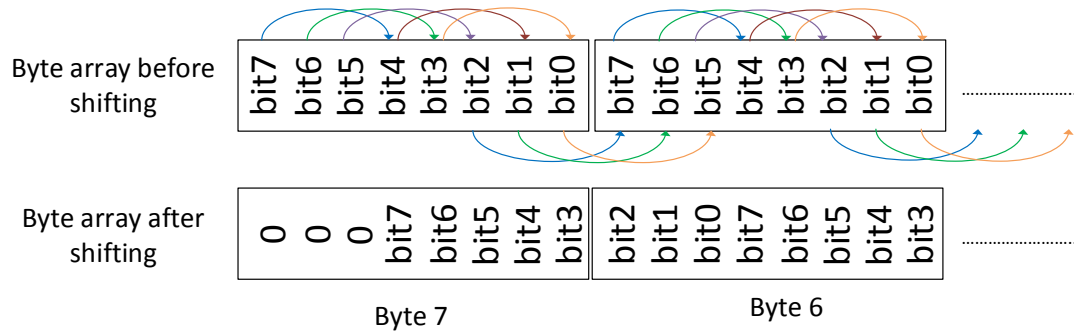 Byte array before
shifting
bit7 bit6 bit5 bit4 bit3 bit2 bit1 bit0 bit7 bit6 bit5 bit4 bit3 bit2 bit1 bit0 ......................
Byte array after
shifting
0 0 0 bit7 bit6 bit5 bit4 bit3 bit2 bit1 bit0 bit7 bit6 bit5 bit4 bit3 ......................
Byte 7 Byte 6